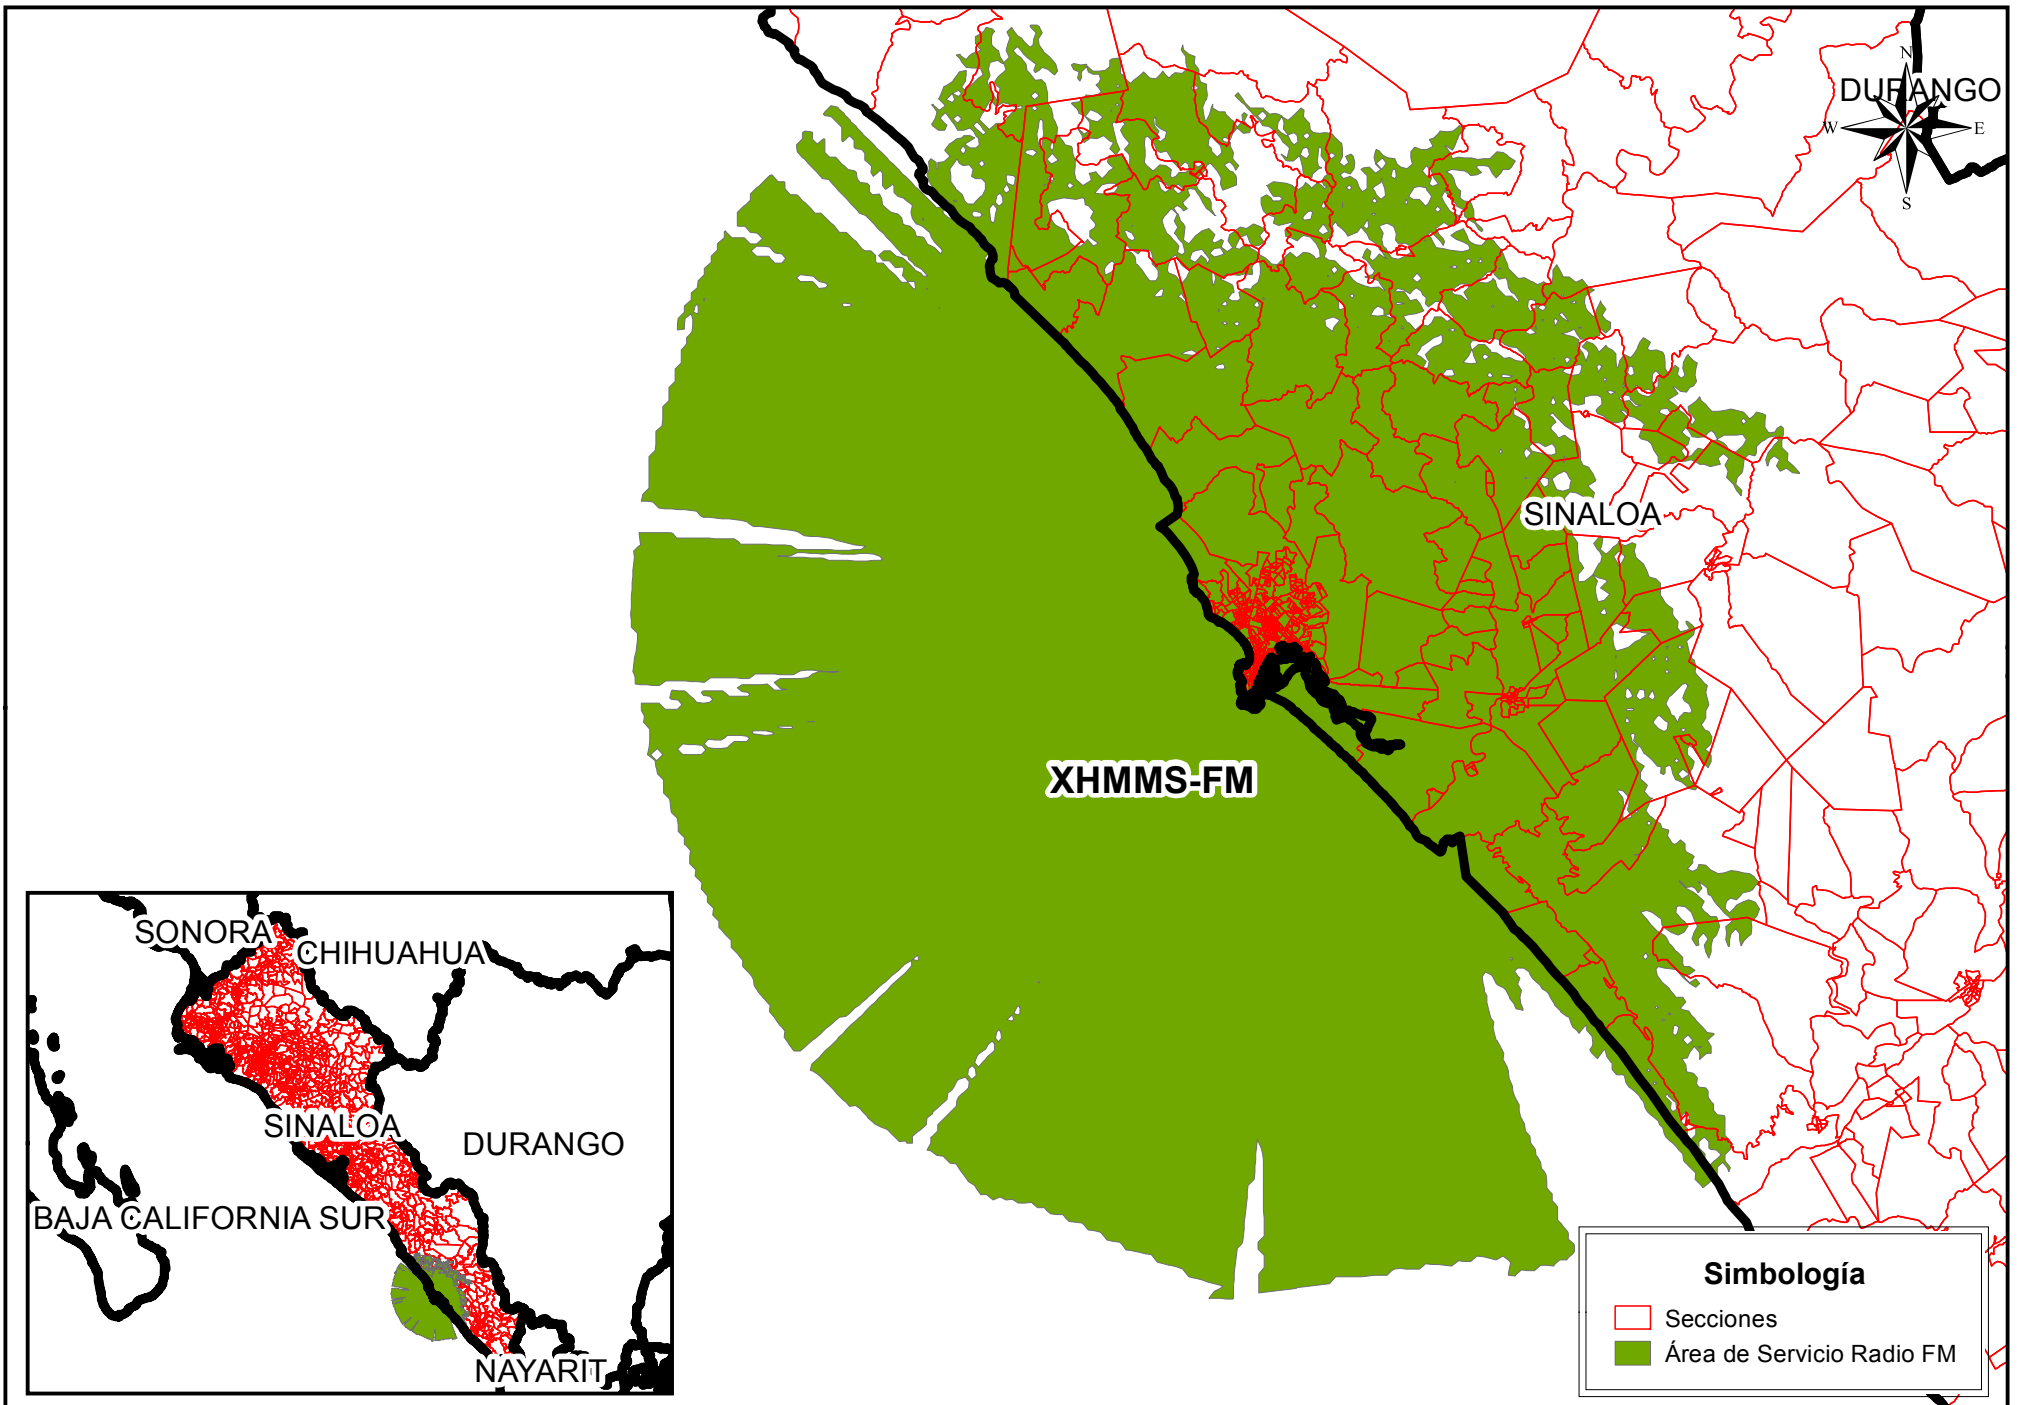 N
DURANGO
W
E
S
SINALOA
XHMMS-FM
SONORA
CHIHUAHUA
SINALOA
DURANGO
BAJA CALIFORNIA SUR
NAYARIT
Simbología
Secciones
Área de Servicio Radio FM